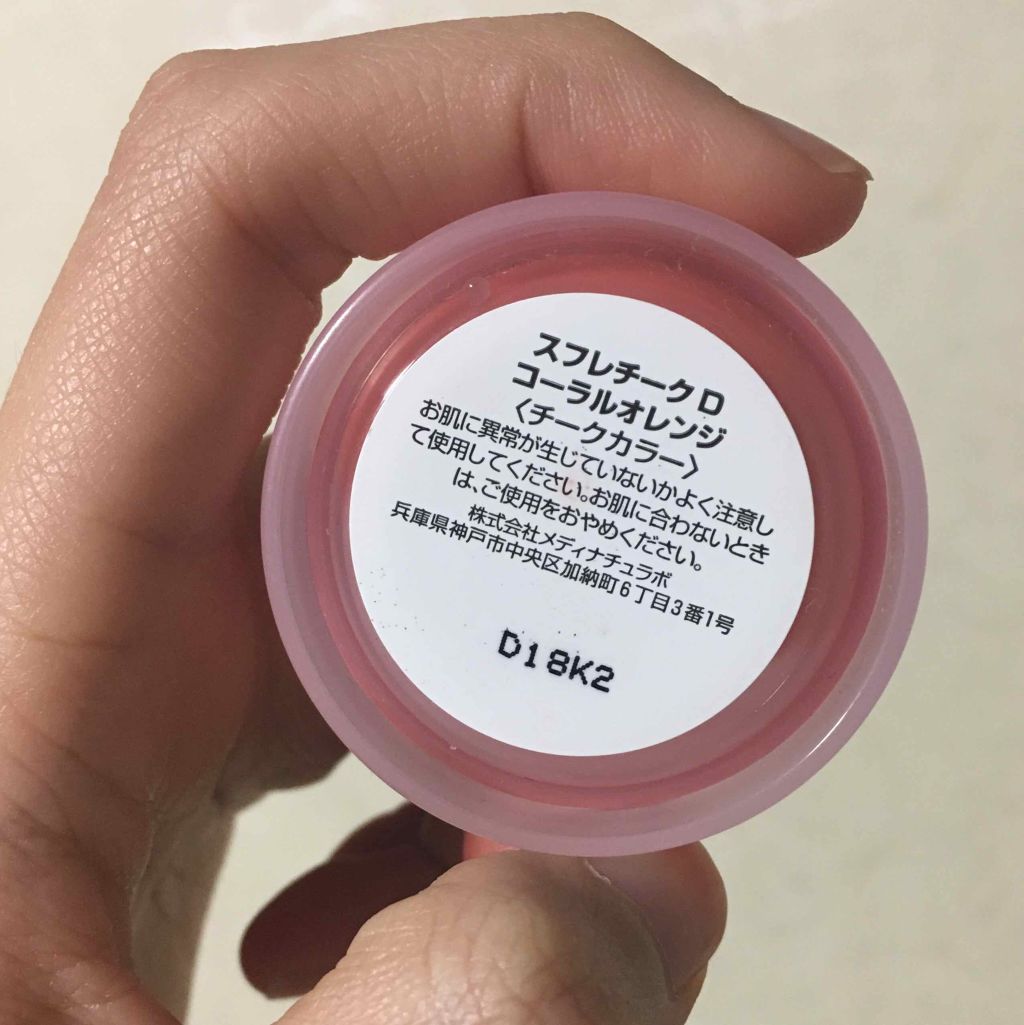 スフレチーク D
コーラルオレンジ
〈チークカラー〉
お肌に異常が生じていないかよく注意し
て使用してください。お肌に合わないとき
は、ご使用をおやめください。
株式会社メディナチュラボ
兵庫県神戸市中央区加納町6丁目3番1号
D18K2